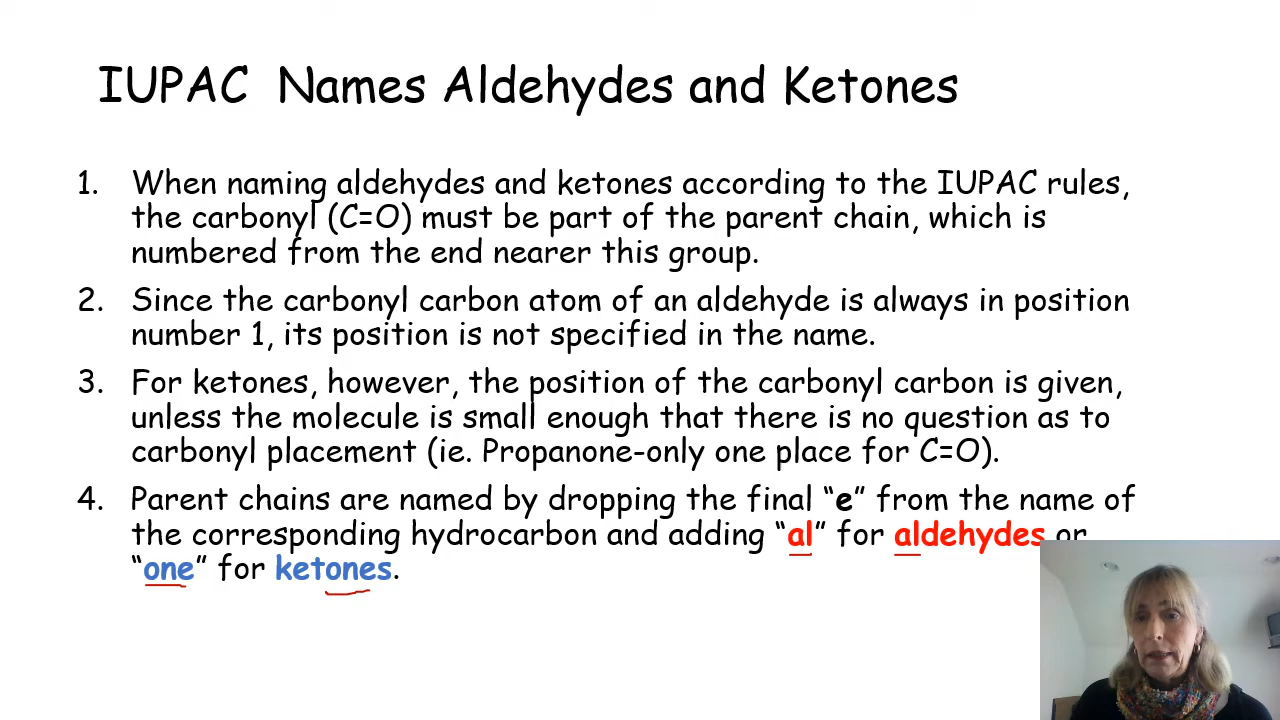 IUPAC  Names Aldehydes and Ketones
1. When naming aldehydes and ketones according to the IUPAC rules,
the carbonyl (C=O) must be part of the parent chain, which is
numbered from the end nearer this group.
2. Since the carbonyl carbon atom of an aldehyde is always in position
number 1, its position is not specified in the name.
3. For ketones, however, the position of the carbonyl carbon is given,
unless the molecule is small enough that there is no question as to
carbonyl placement (ie. Propanone-only one place for C=O).
4. Parent chains are named by dropping the final “e” from the name of
the corresponding hydrocarbon and adding “al” for aldehydes or
“one” for ketones.